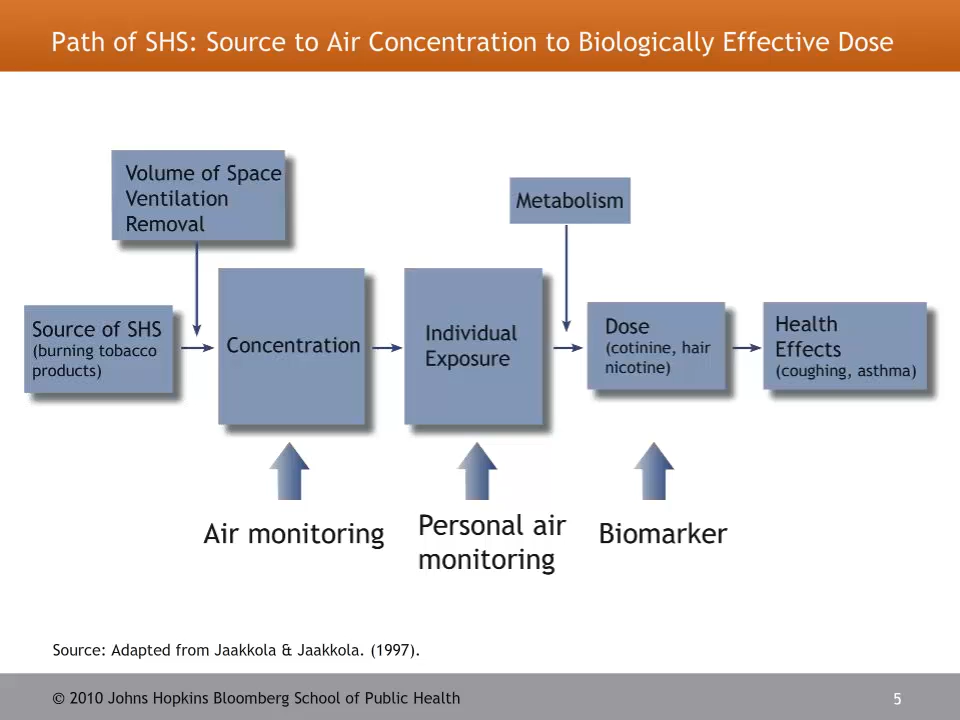 Path of SHS: Source to Air Concentration to Biologically Effective Dose
Volume of Space
Ventilation
Removal
Metabolism
Source of SHS
(burning tobacco
products)
Concentration
Individual
Exposure
Dose
(cotinine, hair
nicotine)
Health
Effects
(coughing, asthma)
Air monitoring
Personal air
monitoring
Biomarker
Source: Adapted from Jaakkola & Jaakkola. (1997).
© 2010 Johns Hopkins Bloomberg School of Public Health
5